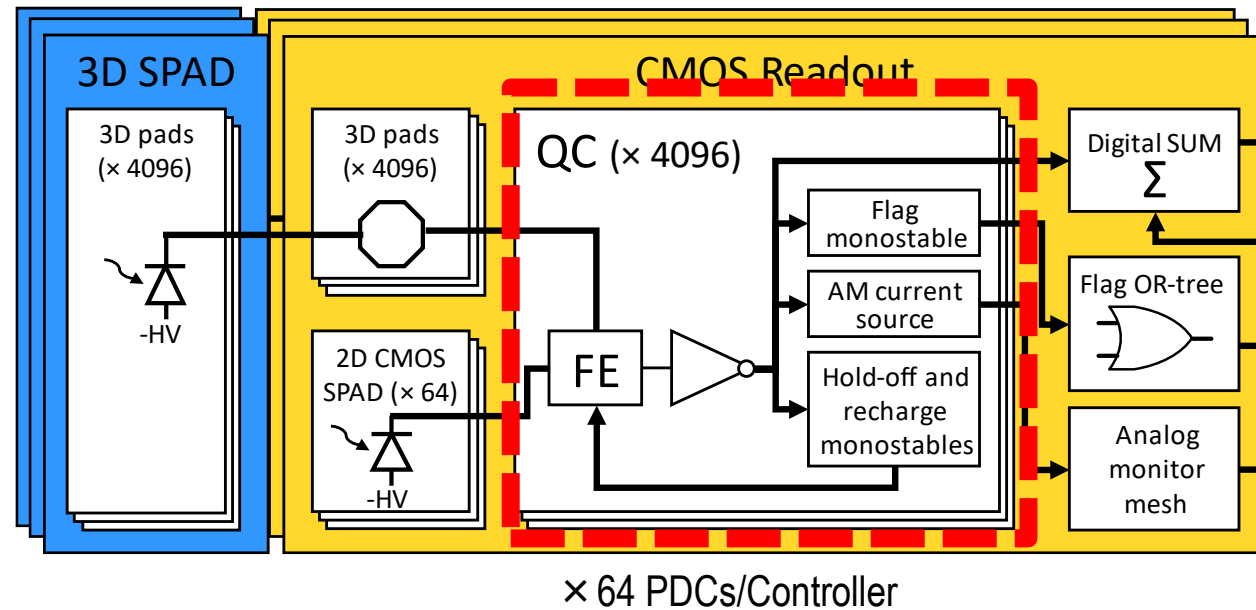 3D SPAD
CMOS Readout
3D pads
(× 4096)
-HV
3D pads
(× 4096)
2D CMOS
SPAD (× 64)
-HV
QC (× 4096)
FE
Flag
monostable
AM current
source
Hold-off and
recharge
monostables
Digital SUM
Σ
Flag OR-tree
Analog
monitor
mesh
× 64 PDCs/Controller